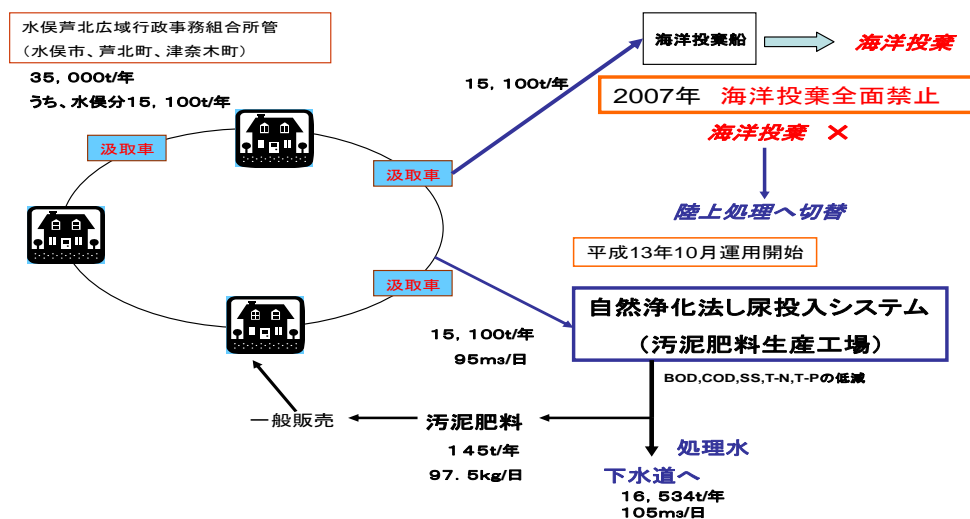 水俣芦北広域行政事務組合所管
（水俣市、芦北町、津奈木町）
35，000t/年
うち、水俣分15，100t/年
汲取車
汲取車
汲取車
15，100t/年
海洋投棄船
海洋投棄
2007年　海洋投棄全面禁止
海洋投棄　×
陸上処理へ切替
平成13年10月運用開始
自然浄化法し尿投入システム
（汚泥肥料生産工場）
15，100t/年
95m3/日
BOD,COD,SS,T-N,T-Pの低減
一般販売
汚泥肥料
145t/年
97．5kg/日
処理水
下水道へ
16，534t/年
105m3/日